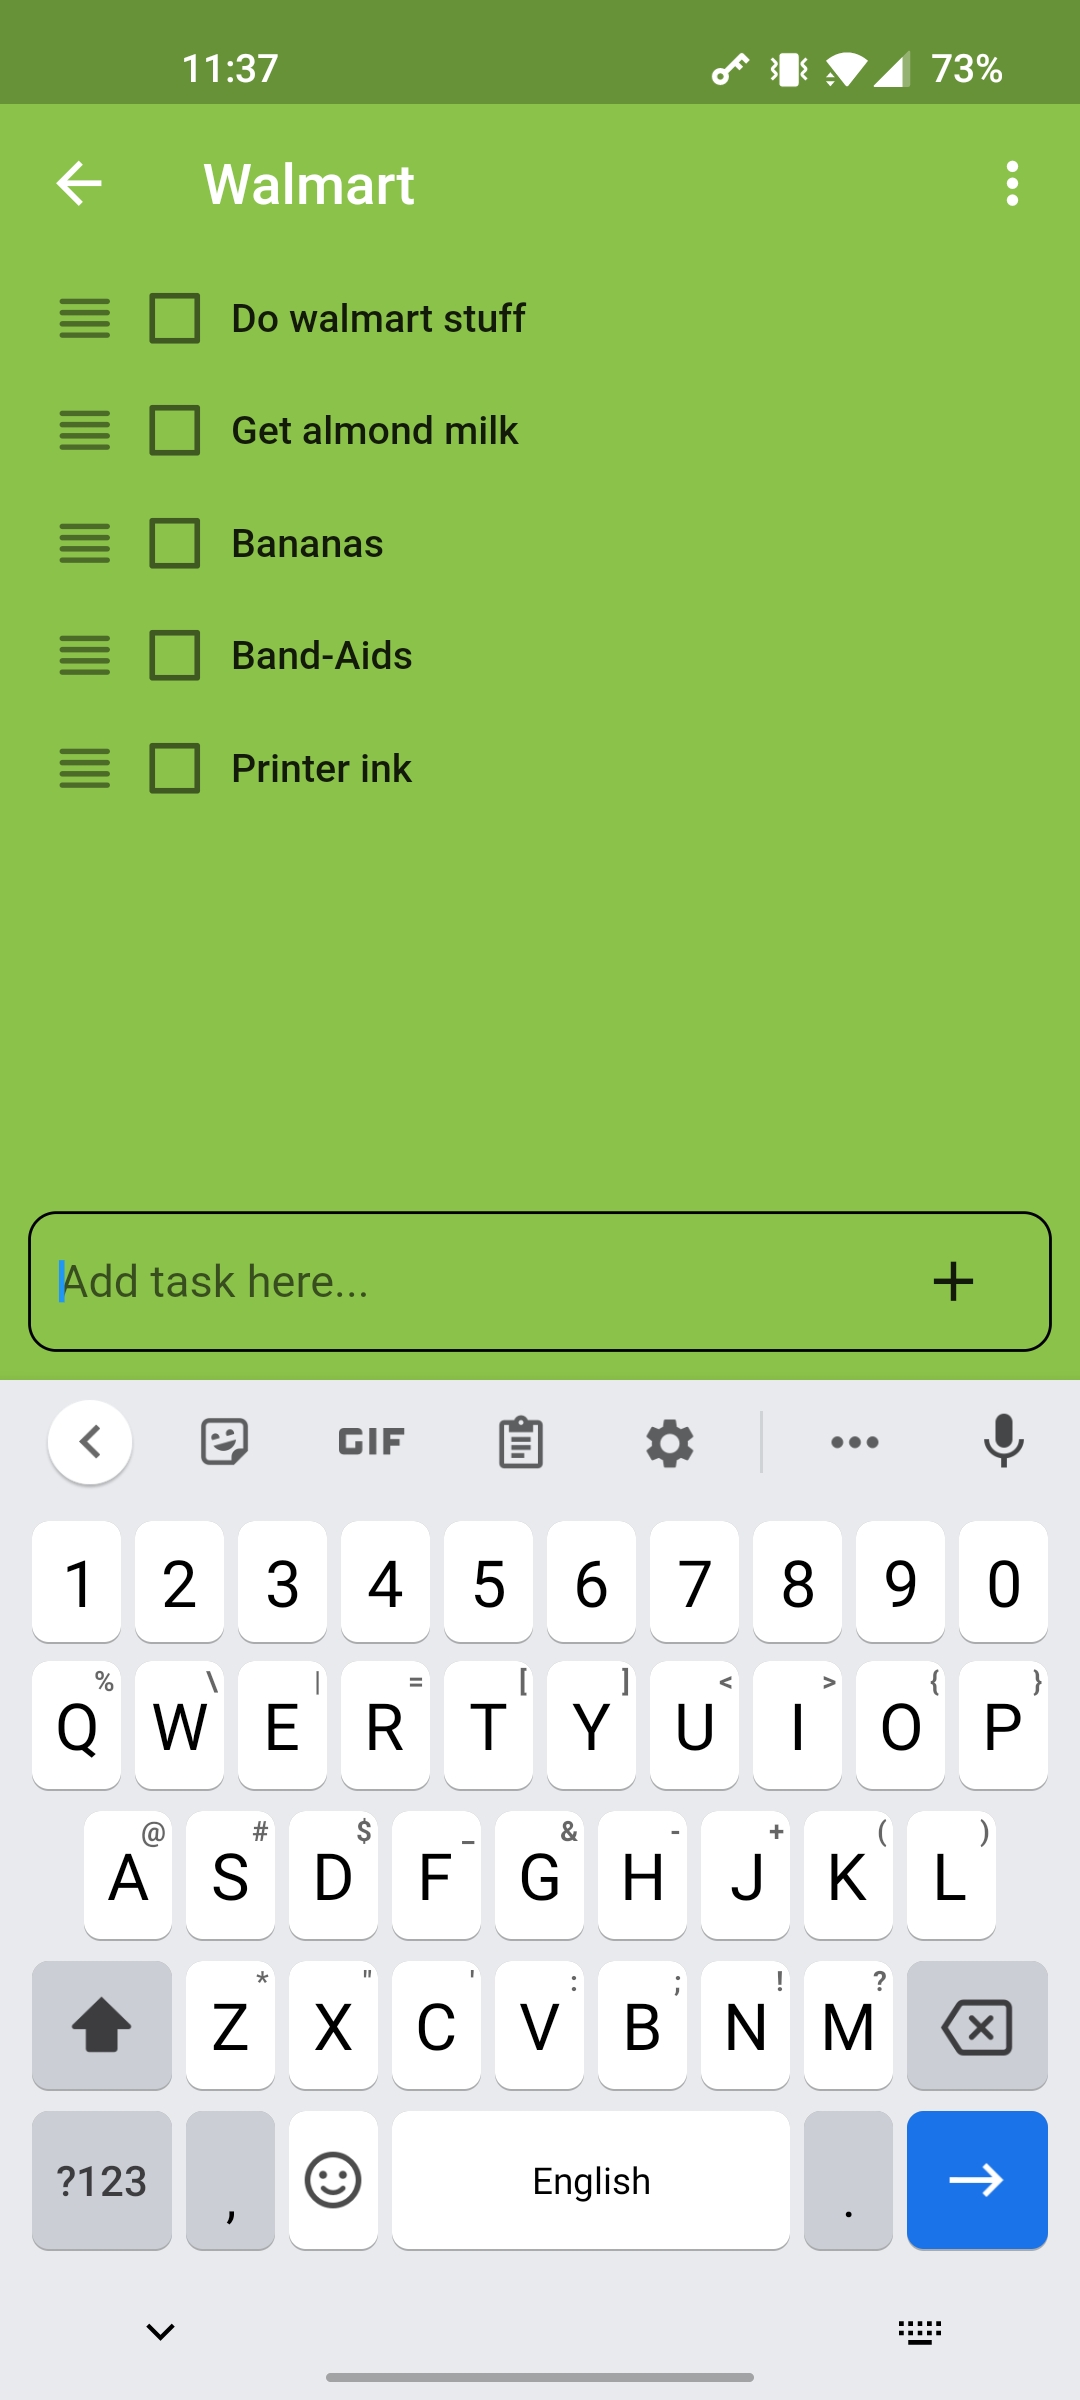 11:37 73%
Walmart
Do walmart stuff
Get almond milk
Bananas
Band-Aids
Printer ink
Add task here...
GIF
1 2 3 4 5 6 7 8 9 0
% \ | = [ ] < > { }
Q W E R T Y U I O P
@ # $ _ & - + ( )
A S D F G H J K L
* " ' : ; ! ?
Z X C V B N M
?123 , English .